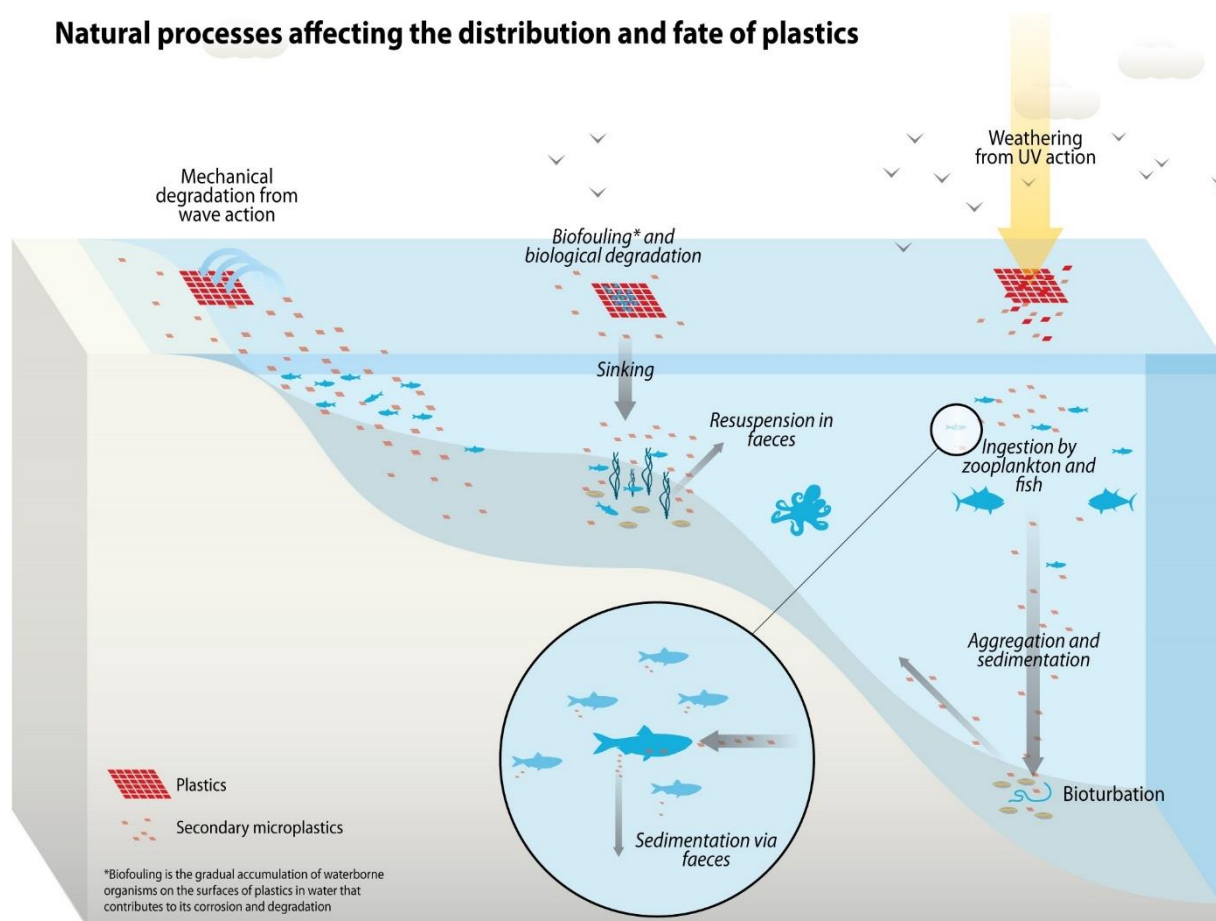 Natural processes affecting the distribution and fate of plastics
Weathering
from UV action
Mechanical
degradation from
wave action
Biofouling* and
biological degradation
Sinking
Resuspension in
faeces
Ingestion by
zooplankton and
fish
Aggregation and
sedimentation
Bioturbation
Sedimentation via
faeces
Plastics
Secondary microplastics
*Biofouling is the gradual accumulation of waterborne
organisms on the surfaces of plastics in water that
contributes to its corrosion and degradation